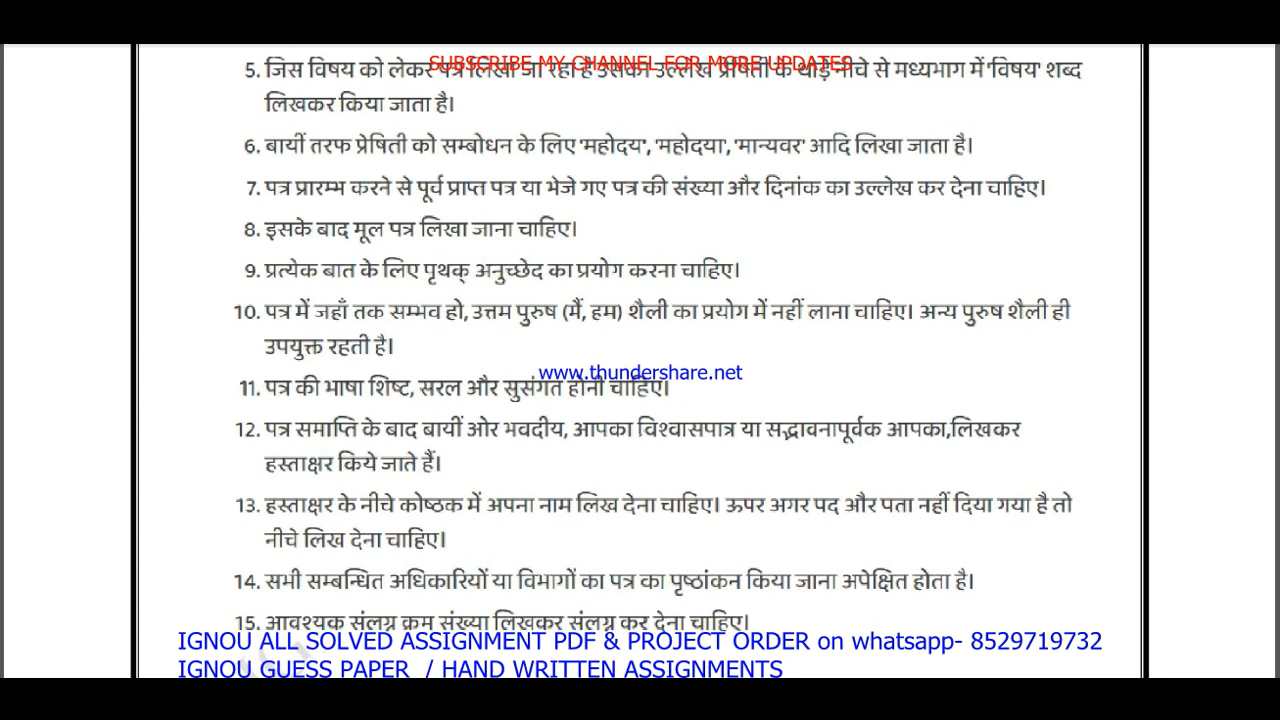 SUBSCRIBE MY CHANNEL FOR MORE UPDATES
5. जिस विषय को लेकर पत्र लिखा जा रहा है उसका उल्लेख प्रेषिती के थोड़े नीचे से मध्यभाग में 'विषय' शब्द
लिखकर किया जाता है।
6. बायीं तरफ प्रेषिती को सम्बोधन के लिए 'महोदय', 'महोदया', 'मान्यवर' आदि लिखा जाता है।
7. पत्र प्रारम्भ करने से पूर्व प्राप्त पत्र या भेजे गए पत्र की संख्या और दिनांक का उल्लेख कर देना चाहिए।
8. इसके बाद मूल पत्र लिखा जाना चाहिए।
9. प्रत्येक बात के लिए पृथक् अनुच्छेद का प्रयोग करना चाहिए।
10. पत्र में जहाँ तक सम्भव हो, उत्तम पुरुष (मैं, हम) शैली का प्रयोग में नहीं लाना चाहिए। अन्य पुरुष शैली ही
उपयुक्त रहती है।
www.thundershare.net
11. पत्र की भाषा शिष्ट, सरल और सुसंगत होनी चाहिए।
12. पत्र समाप्ति के बाद बायीं ओर भवदीय, आपका विश्वासपात्र या सद्भावनापूर्वक आपका,लिखकर
हस्ताक्षर किये जाते हैं।
13. हस्ताक्षर के नीचे कोष्ठक में अपना नाम लिख देना चाहिए। ऊपर अगर पद और पता नहीं दिया गया है तो
नीचे लिख देना चाहिए।
14. सभी सम्बन्धित अधिकारियों या विभागों का पत्र का पृष्ठांकन किया जाना अपेक्षित होता है।
15. आवश्यक संलग्न क्रम संख्या लिखकर संलग्न कर देना चाहिए।
IGNOU ALL SOLVED ASSIGNMENT PDF & PROJECT ORDER on whatsapp- 8529719732
IGNOU GUESS PAPER / HAND WRITTEN ASSIGNMENTS